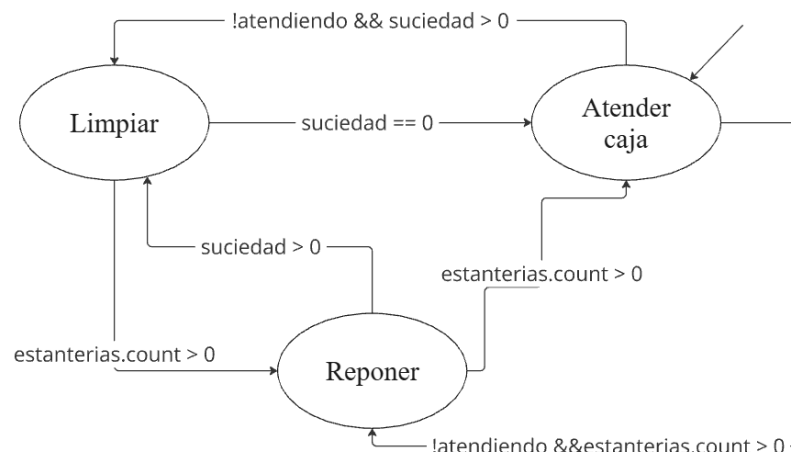 !atendiendo && suciedad > 0
Limpiar
suciedad == 0
Atender
caja
suciedad > 0
estanterias.count > 0
estanterias.count > 0
Reponer
!atendiendo &&estanterias.count > 0